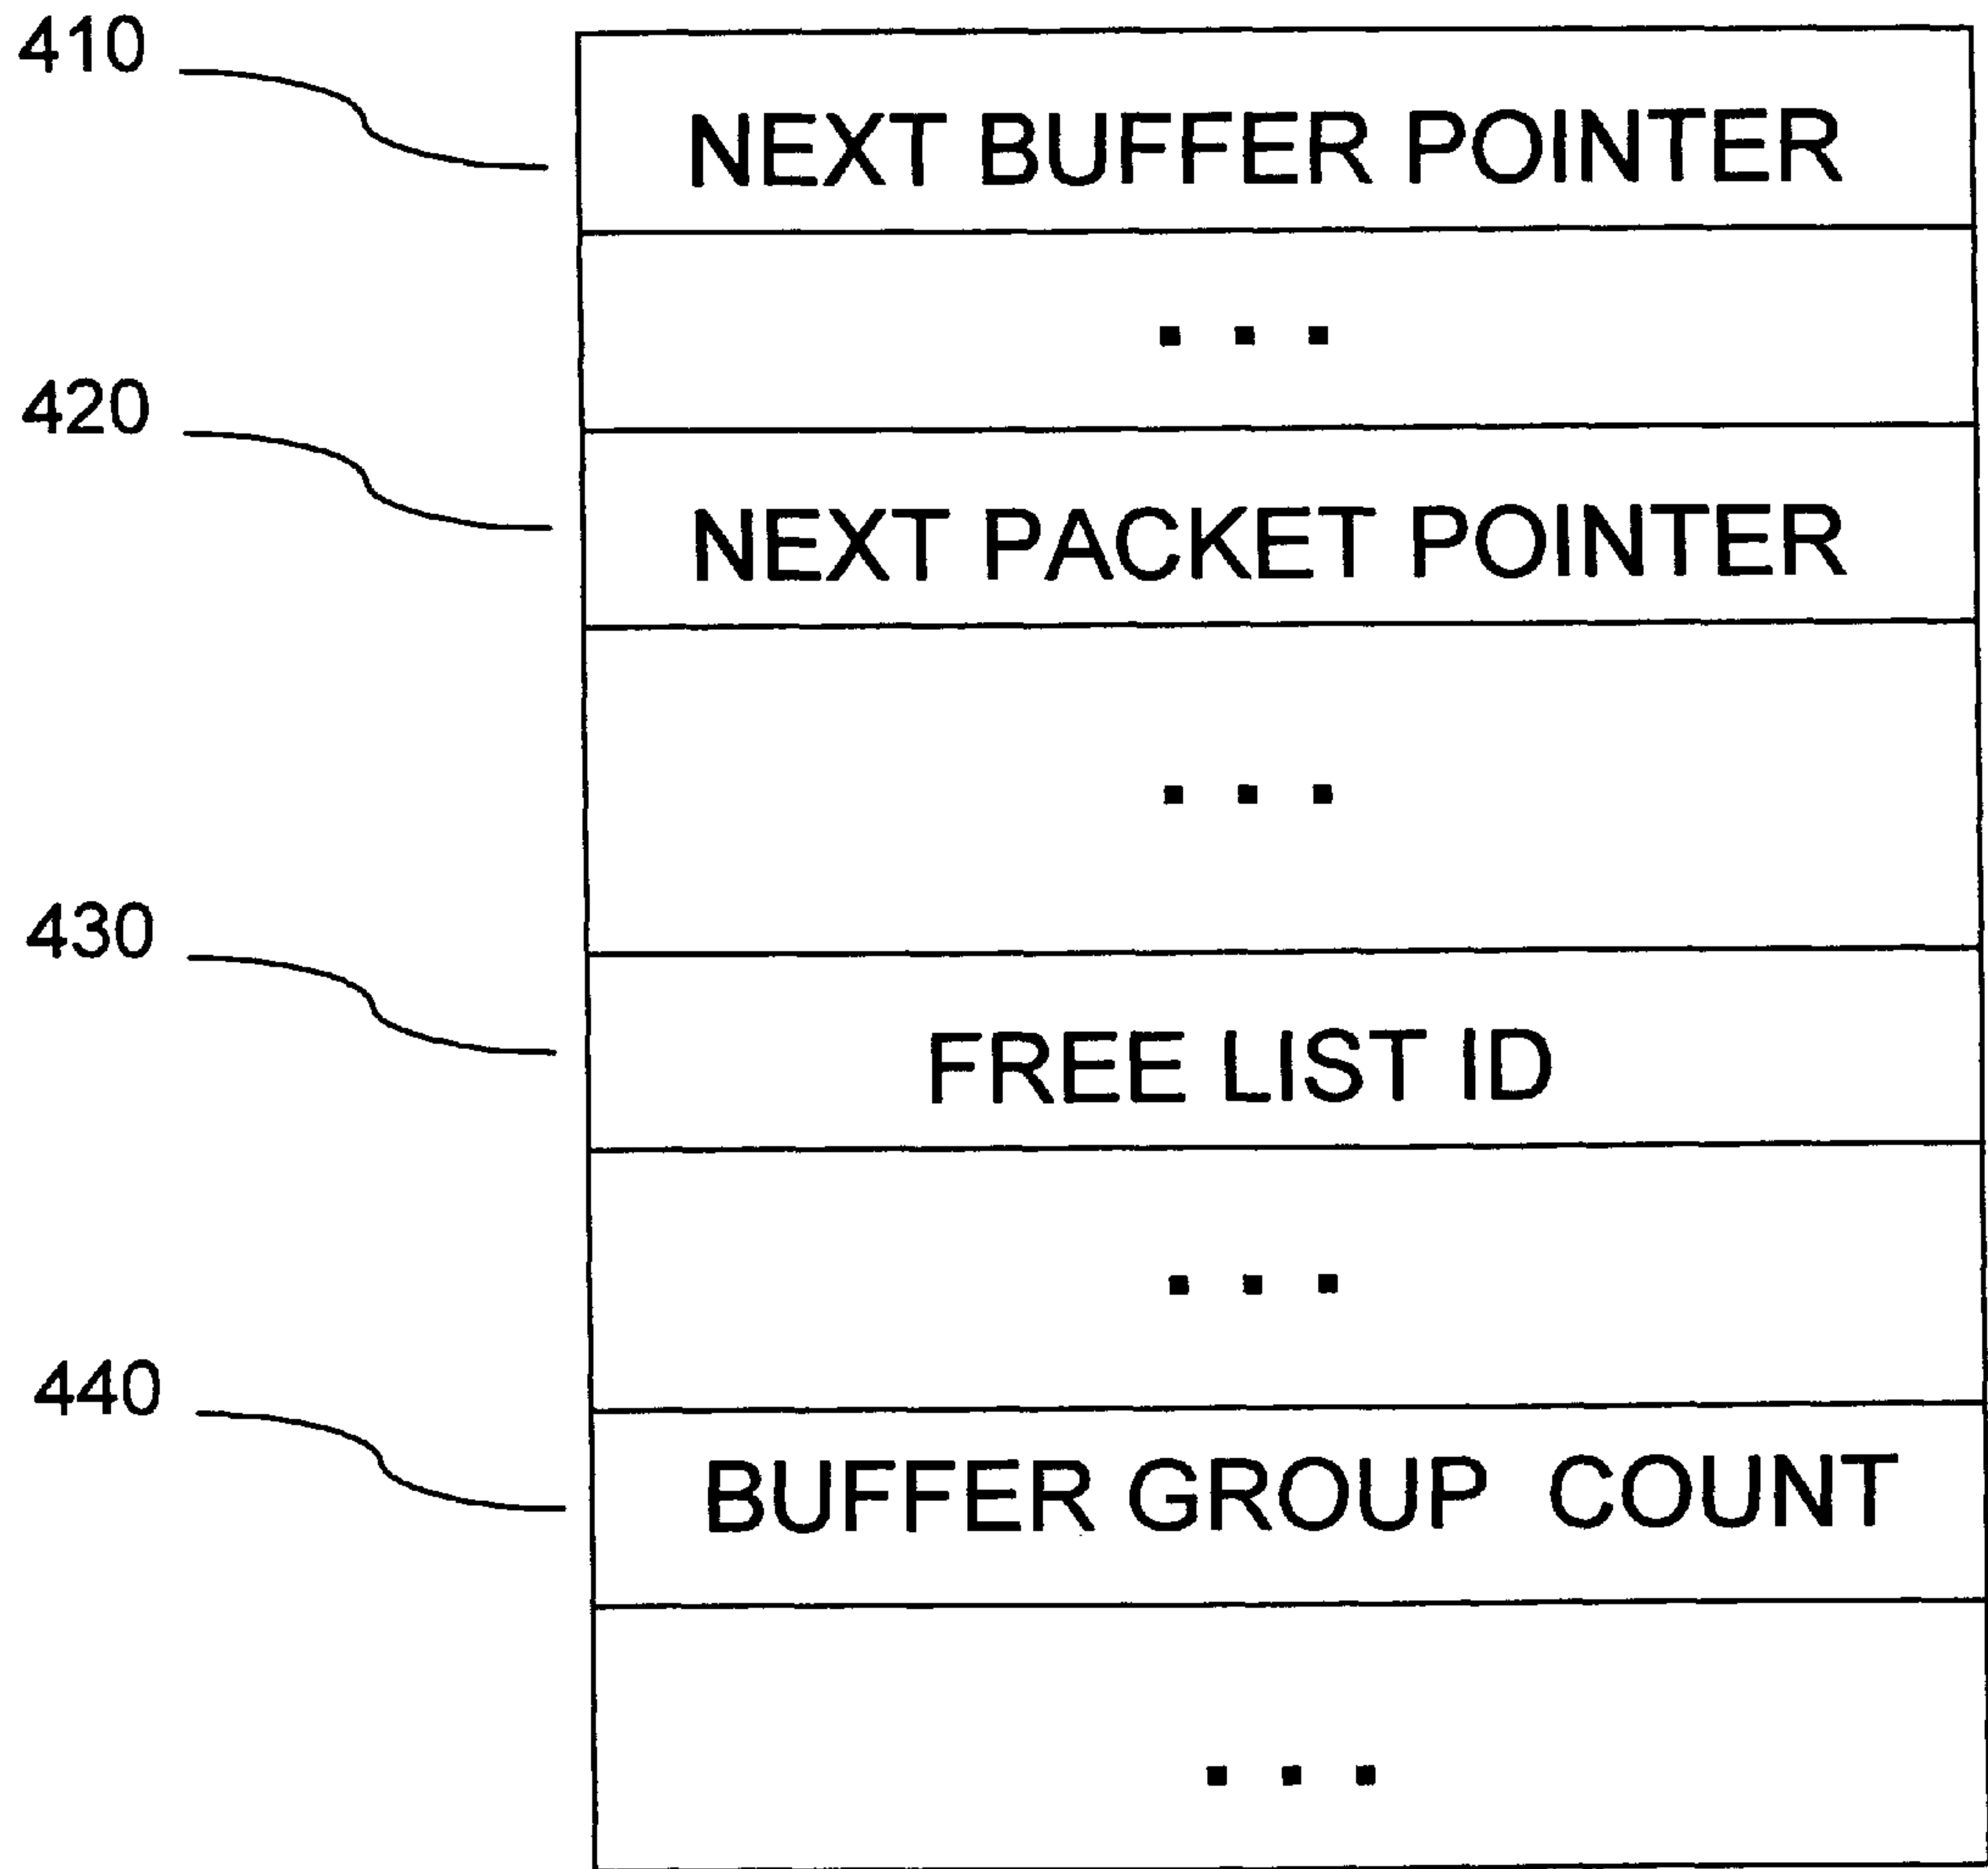 410
NEXT BUFFER POINTER
...
420
NEXT PACKET POINTER
...
430
FREE LIST ID
...
440
BUFFER GROUP COUNT
...